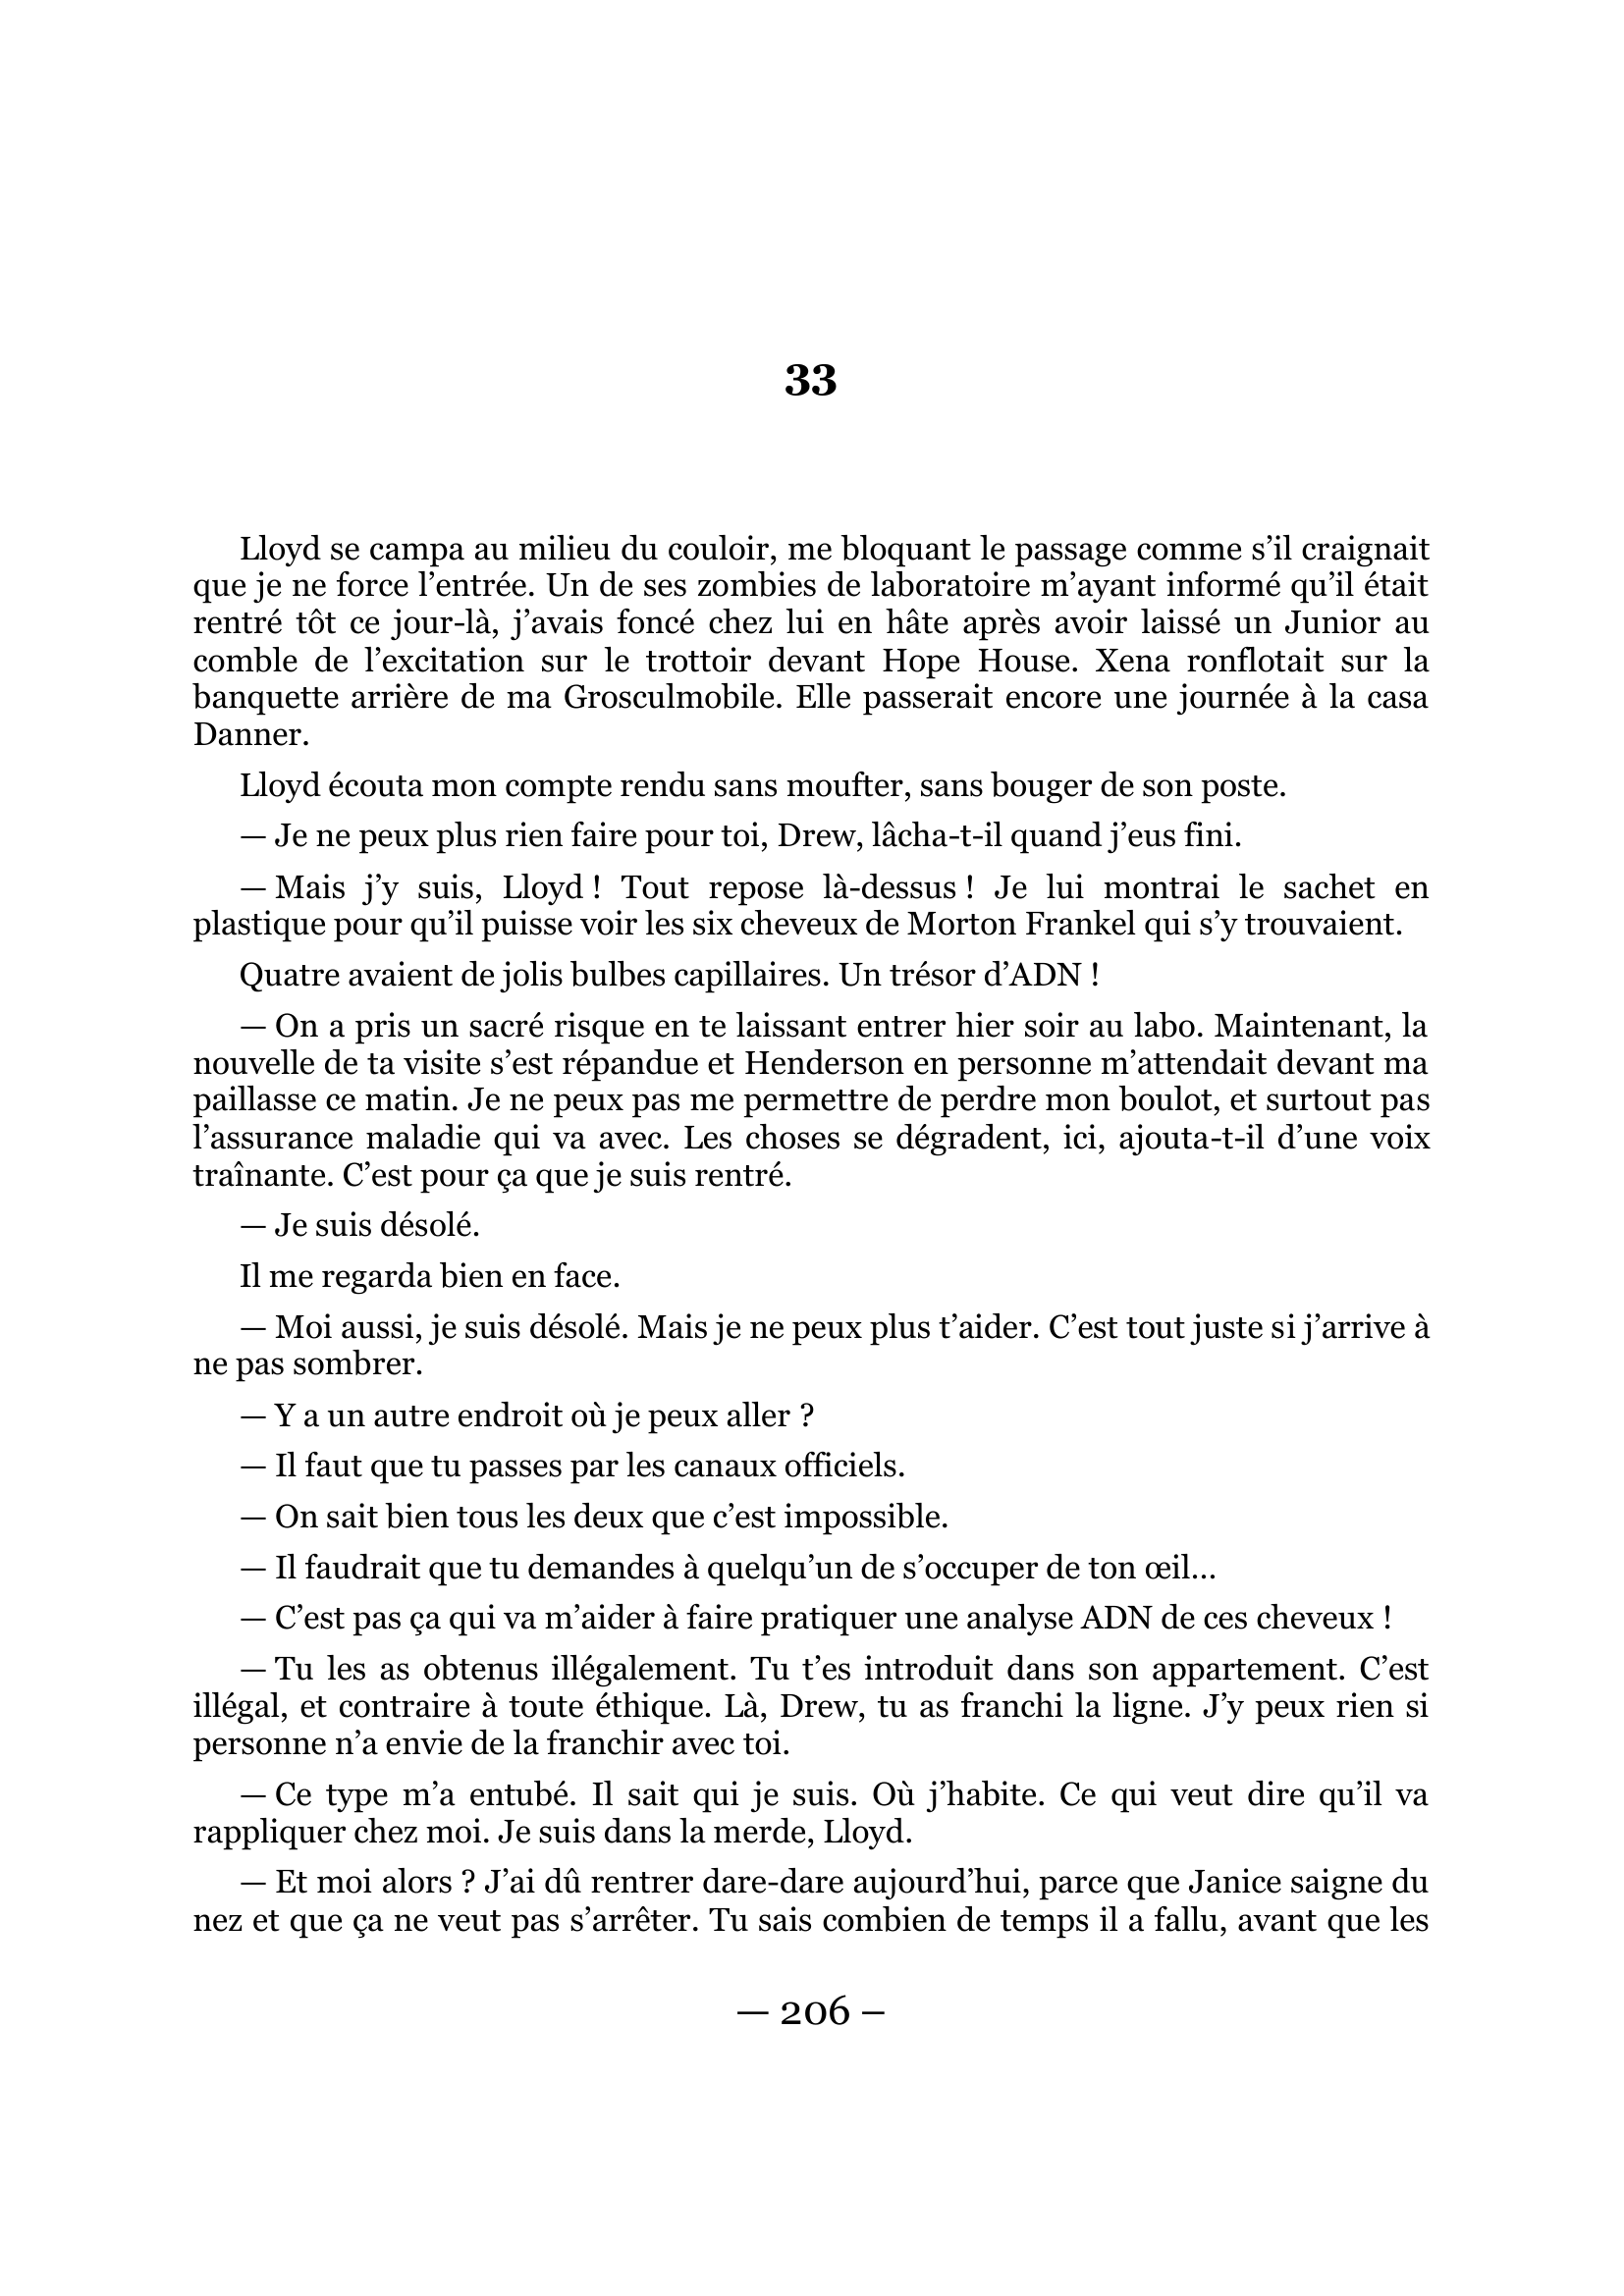 33
Lloyd se campa au milieu du couloir, me bloquant le passage comme s’il craignait
que je ne force l’entrée. Un de ses zombies de laboratoire m’ayant informé qu’il était
rentré tôt ce jour-là, j’avais foncé chez lui en hâte après avoir laissé un Junior au
comble de l’excitation sur le trottoir devant Hope House. Xena ronflotait sur la
banquette arrière de ma Grosculmobile. Elle passerait encore une journée à la casa
Danner.
Lloyd écouta mon compte rendu sans moufter, sans bouger de son poste.
— Je ne peux plus rien faire pour toi, Drew, lâcha-t-il quand j’eus fini.
— Mais j’y suis, Lloyd ! Tout repose là-dessus ! Je lui montrai le sachet en
plastique pour qu’il puisse voir les six cheveux de Morton Frankel qui s’y trouvaient.
Quatre avaient de jolis bulbes capillaires. Un trésor d’ADN !
— On a pris un sacré risque en te laissant entrer hier soir au labo. Maintenant, la
nouvelle de ta visite s’est répandue et Henderson en personne m’attendait devant ma
paillasse ce matin. Je ne peux pas me permettre de perdre mon boulot, et surtout pas
l’assurance maladie qui va avec. Les choses se dégradent, ici, ajouta-t-il d’une voix
traînante. C’est pour ça que je suis rentré.
— Je suis désolé.
Il me regarda bien en face.
— Moi aussi, je suis désolé. Mais je ne peux plus t’aider. C’est tout juste si j’arrive à
ne pas sombrer.
— Y a un autre endroit où je peux aller ?
— Il faut que tu passes par les canaux officiels.
— On sait bien tous les deux que c’est impossible.
— Il faudrait que tu demandes à quelqu’un de s’occuper de ton œil…
— C’est pas ça qui va m’aider à faire pratiquer une analyse ADN de ces cheveux !
— Tu les as obtenus illégalement. Tu t’es introduit dans son appartement. C’est
illégal, et contraire à toute éthique. Là, Drew, tu as franchi la ligne. J’y peux rien si
personne n’a envie de la franchir avec toi.
— Ce type m’a entubé. Il sait qui je suis. Où j’habite. Ce qui veut dire qu’il va
rappliquer chez moi. Je suis dans la merde, Lloyd.
— Et moi alors ? J’ai dû rentrer dare-dare aujourd’hui, parce que Janice saigne du
nez et que ça ne veut pas s’arrêter. Tu sais combien de temps il a fallu, avant que les
— 206 –